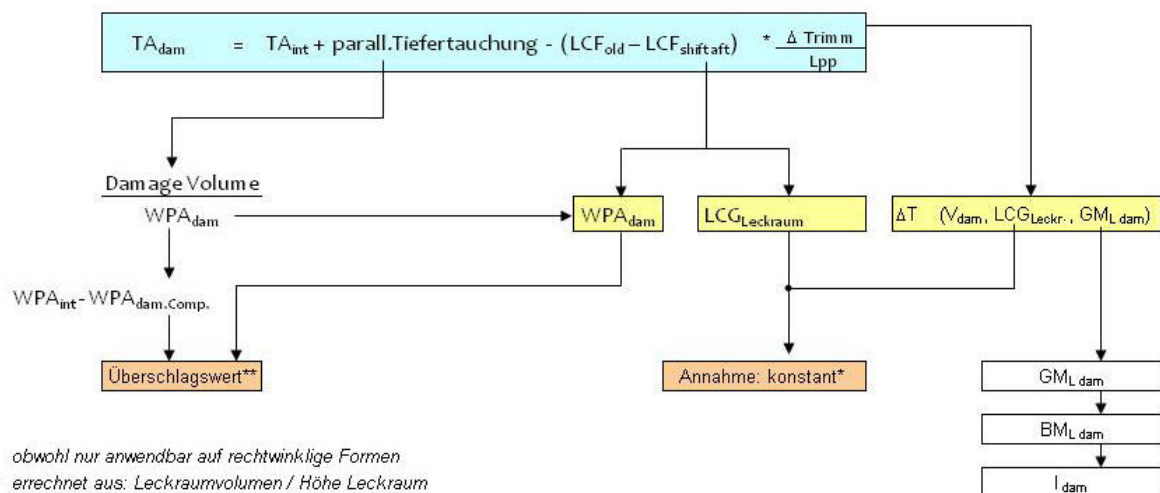 TAdam = TAint + parall.Tiefertauchung - (LCFold – LCFshift aft) * Δ Trimm
Lpp
Damage Volume
WPAdam
WPAdam
LCGLeckraum
ΔT (Vdam, LCGLeckr., GML dam)
WPAint - WPAdam.Comp.
Überschlagswert**
Annahme: konstant*
GML dam
BML dam
I dam
obwohl nur anwendbar auf rechtwinklige Formen
errechnet aus: Leckraumvolumen / Höhe Leckraum